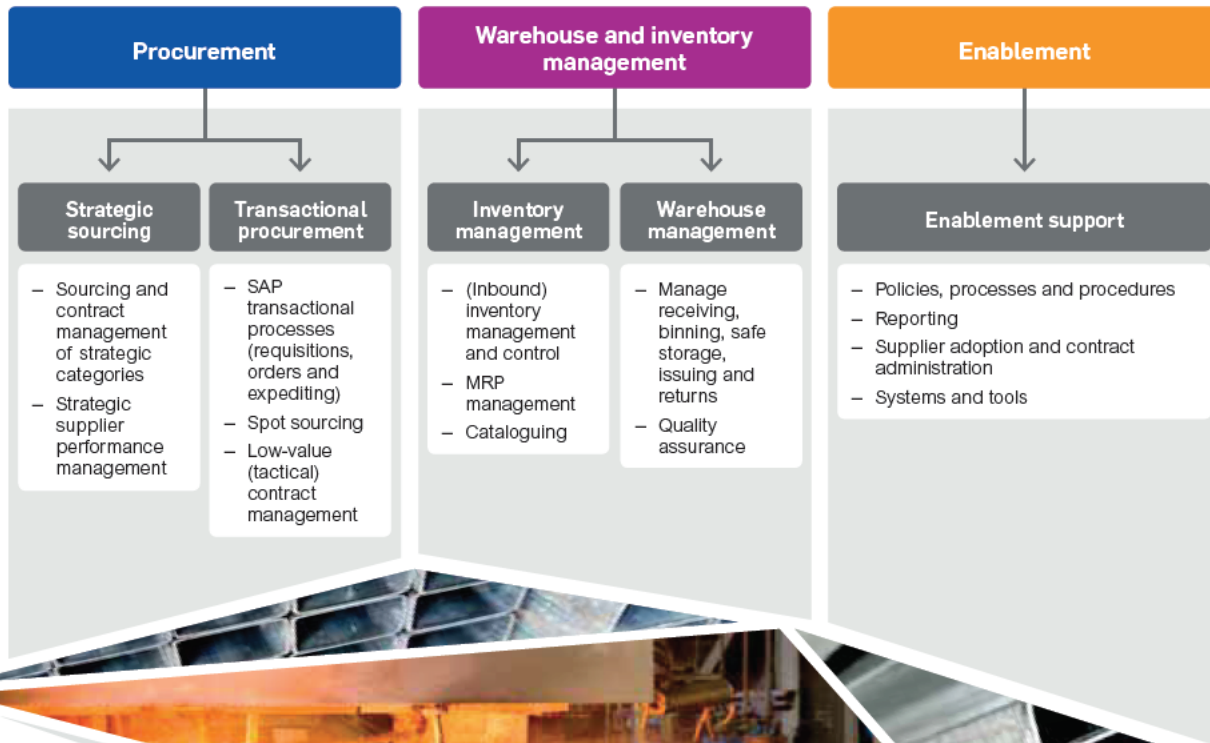 Procurement
Strategic
sourcing
– Sourcing and
contract
management
of strategic
categories
– Strategic
supplier
performance
management
Transactional
procurement
– SAP
transactional
processes
(requisitions,
orders and
expediting)
– Spot sourcing
– Low-value
(tactical)
contract
management
Warehouse and inventory
management
Inventory
management
– (Inbound)
inventory
management
and control
– MRP
management
– Cataloguing
Warehouse
management
– Manage
receiving,
binning, safe
storage,
issuing and
returns
– Quality
assurance
Enablement
Enablement support
– Policies, processes and procedures
– Reporting
– Supplier adoption and contract
administration
– Systems and tools